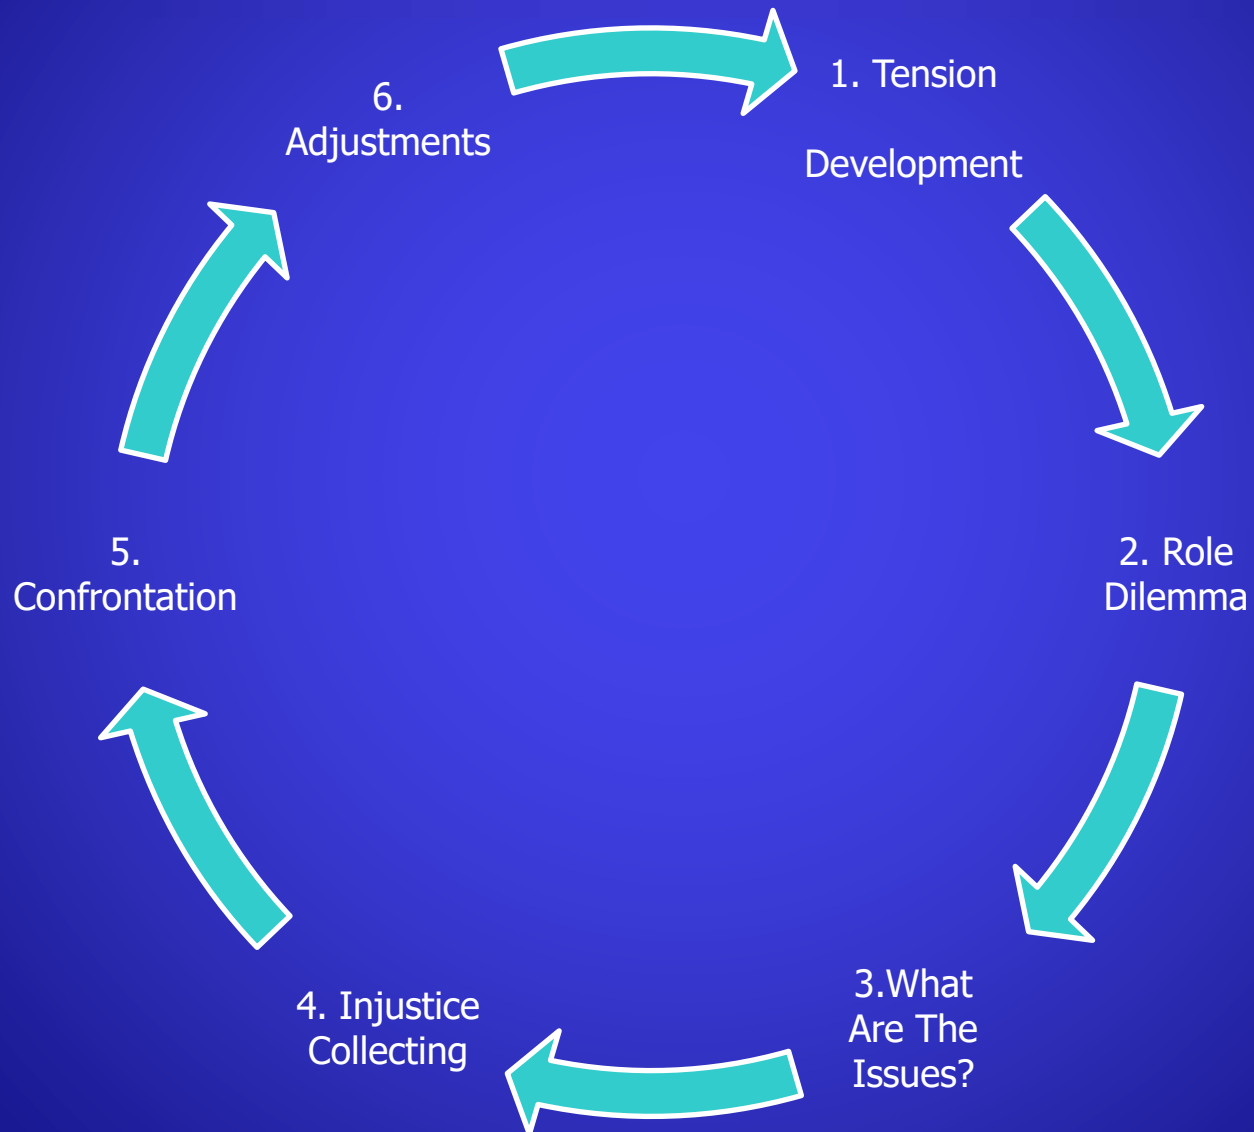 1. Tension
Development
2. Role
Dilemma
3.What
Are The
Issues?
4. Injustice
Collecting
5.
Confrontation
6.
Adjustments